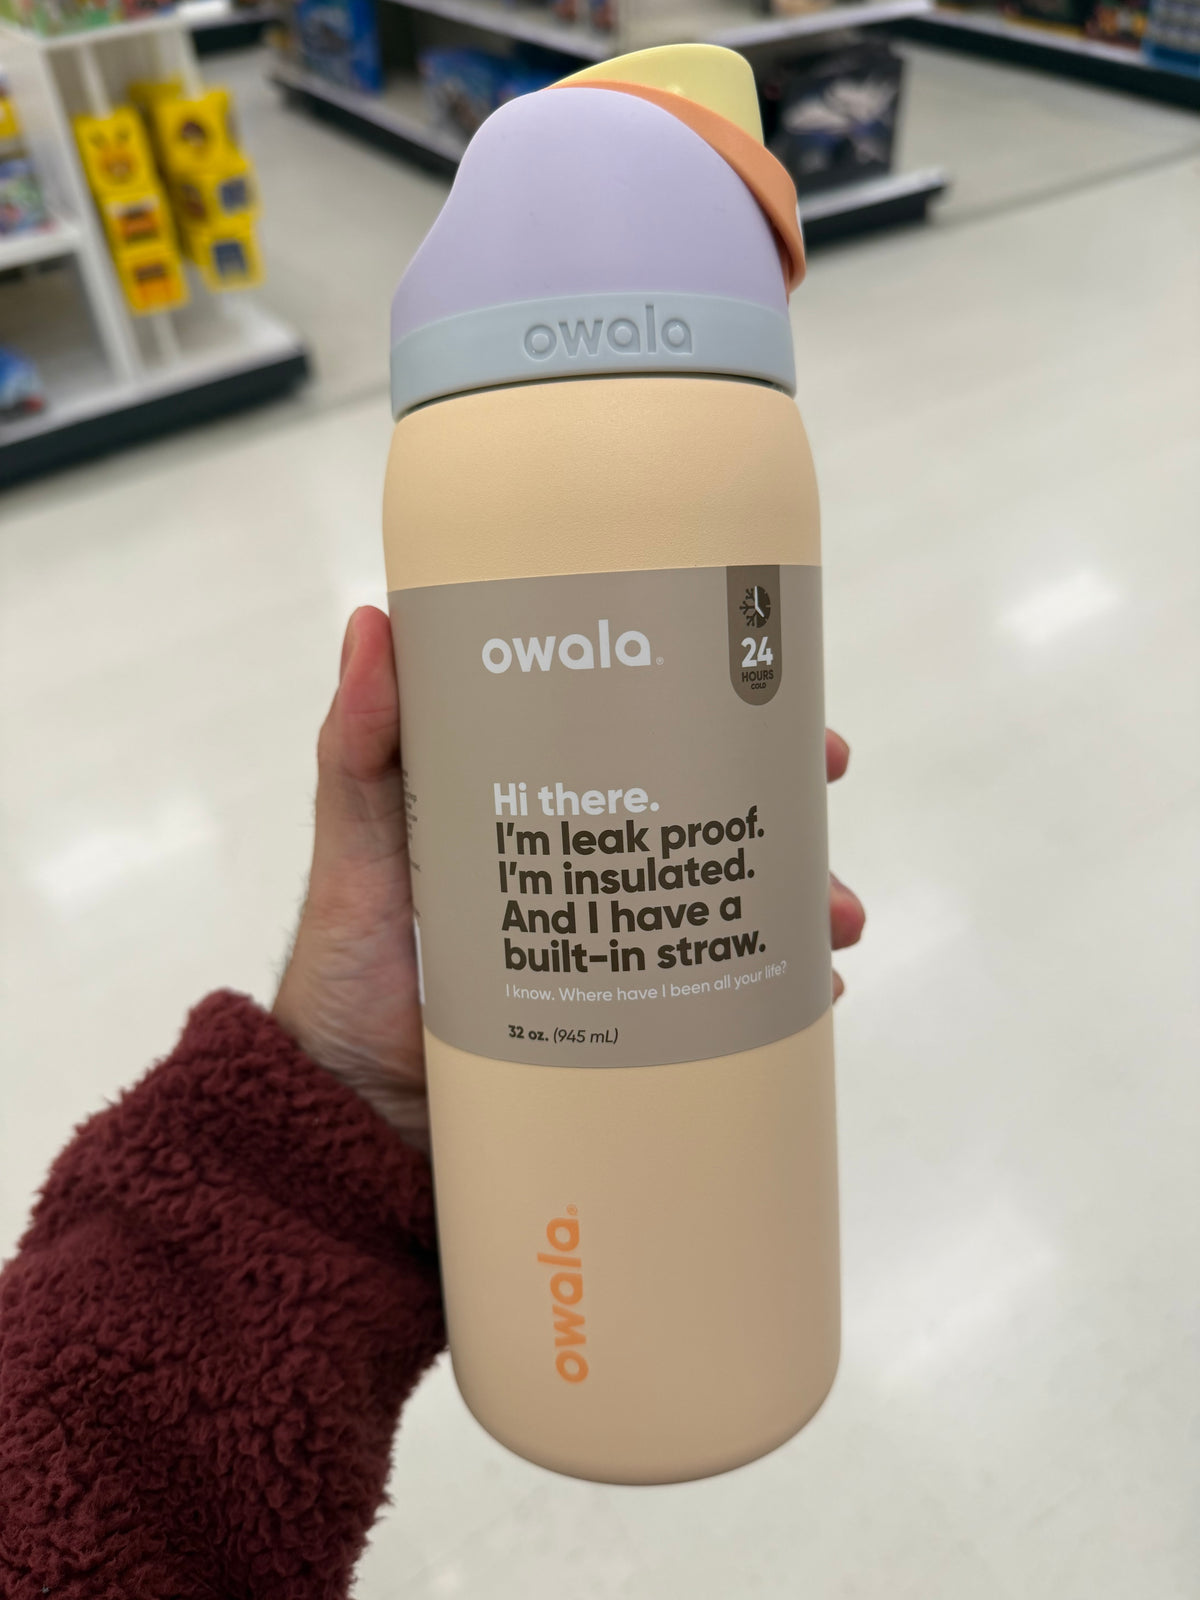 owala
owala®
24
HOURS
COLD
Hi there.
I'm leak proof.
I'm insulated.
And I have a
built-in straw.
I know. Where have I been all your life?
32 oz. (945 mL)
owala®